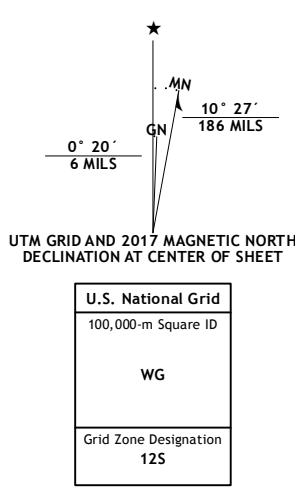 ★
MN
GN
10° 27´
186 MILS
0° 20´
6 MILS
UTM GRID AND 2017 MAGNETIC NORTH
DECLINATION AT CENTER OF SHEET
U.S. National Grid
100,000-m Square ID
WG
Grid Zone Designation
12S